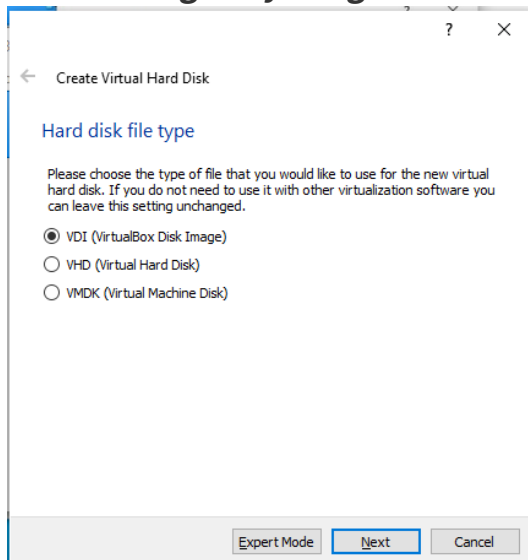 ?
Create Virtual Hard Disk
Hard disk file type
Please choose the type of file that you would like to use for the new virtual
hard disk. If you do not need to use it with other virtualization software you
can leave this setting unchanged.
VDI (VirtualBox Disk Image)
VHD (Virtual Hard Disk)
VMDK (Virtual Machine Disk)
Expert Mode Next Cancel